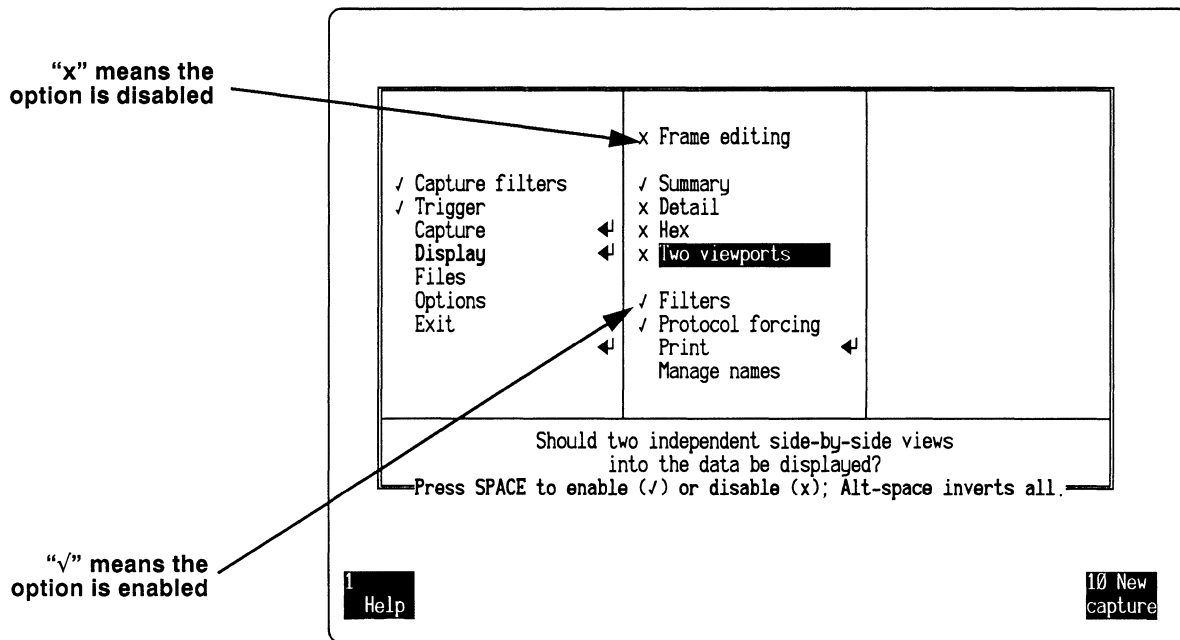 “x” means the
option is disabled
x Frame editing
√ Capture filters
√ Trigger
Capture ↵
Display ↵
Files
Options
Exit
↵
√ Summary
x Detail
x Hex
x Two viewports
√ Filters
√ Protocol forcing
Print ↵
Manage names
Should two independent side-by-side views
into the data be displayed?
Press SPACE to enable (√) or disable (x); Alt-space inverts all.
“√” means the
option is enabled
1
Help
10 New
capture